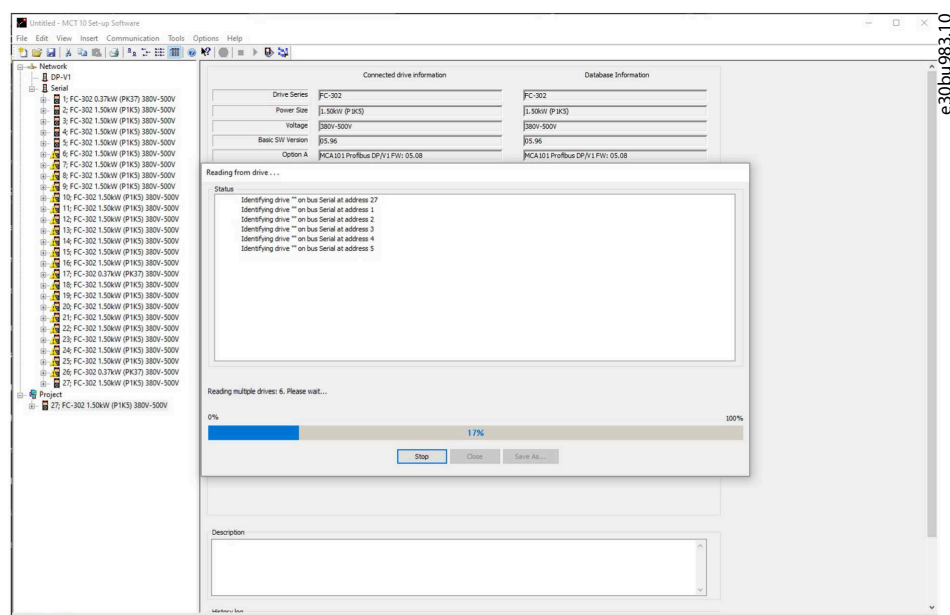 Untitled - MCT 10 Set-up Software
File Edit View Insert Communication Tools Options Help
Network
DP-V1
Serial
1; FC-302 0.37kW (PK37) 380V-500V
2; FC-302 1.50kW (P1K5) 380V-500V
3; FC-302 1.50kW (P1K5) 380V-500V
4; FC-302 1.50kW (P1K5) 380V-500V
5; FC-302 1.50kW (P1K5) 380V-500V
6; FC-302 1.50kW (P1K5) 380V-500V
7; FC-302 1.50kW (P1K5) 380V-500V
8; FC-302 1.50kW (P1K5) 380V-500V
9; FC-302 1.50kW (P1K5) 380V-500V
10; FC-302 1.50kW (P1K5) 380V-500V
11; FC-302 1.50kW (P1K5) 380V-500V
12; FC-302 1.50kW (P1K5) 380V-500V
13; FC-302 1.50kW (P1K5) 380V-500V
14; FC-302 1.50kW (P1K5) 380V-500V
15; FC-302 1.50kW (P1K5) 380V-500V
16; FC-302 1.50kW (P1K5) 380V-500V
17; FC-302 0.37kW (PK37) 380V-500V
18; FC-302 1.50kW (P1K5) 380V-500V
19; FC-302 1.50kW (P1K5) 380V-500V
20; FC-302 1.50kW (P1K5) 380V-500V
21; FC-302 1.50kW (P1K5) 380V-500V
22; FC-302 1.50kW (P1K5) 380V-500V
23; FC-302 1.50kW (P1K5) 380V-500V
24; FC-302 1.50kW (P1K5) 380V-500V
25; FC-302 1.50kW (P1K5) 380V-500V
26; FC-302 0.37kW (PK37) 380V-500V
27; FC-302 1.50kW (P1K5) 380V-500V
Project
27; FC-302 1.50kW (P1K5) 380V-500V
Connected drive information Database Information
Drive Series FC-302 FC-302
Power Size 1.50kW (P1K5) 1.50kW (P1K5)
Voltage 380V-500V 380V-500V
Basic SW Version 05.96 05.96
Option A MCA101 Profibus DP/V1 FW: 05.08 MCA101 Profibus DP/V1 FW: 05.08
Reading from drive . . .
Status
Identifying drive "" on bus Serial at address 27
Identifying drive "" on bus Serial at address 1
Identifying drive "" on bus Serial at address 2
Identifying drive "" on bus Serial at address 3
Identifying drive "" on bus Serial at address 4
Identifying drive "" on bus Serial at address 5
Reading multiple drives: 6. Please wait...
0% 100%
17%
Stop Close Save As...
Description
History log
e30bu983.10